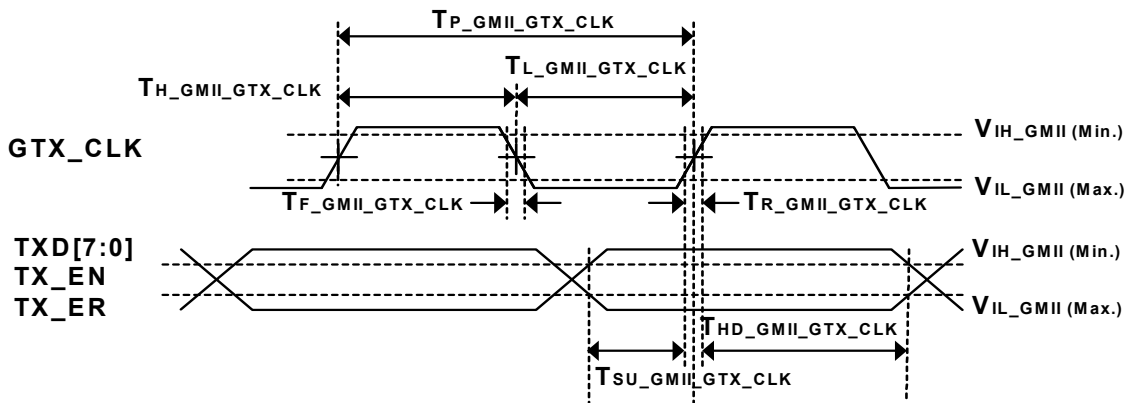 TP_GMII_GTX_CLK
TL_GMII_GTX_CLK
TH_GMII_GTX_CLK
VIH_GMII (Min.)
GTX_CLK
VIL_GMII (Max.)
TF_GMII_GTX_CLK
TR_GMII_GTX_CLK
TXD[7:0]
VIH_GMII (Min.)
TX_EN
TX_ER
VIL_GMII (Max.)
THD_GMII_GTX_CLK
TSU_GMII_GTX_CLK